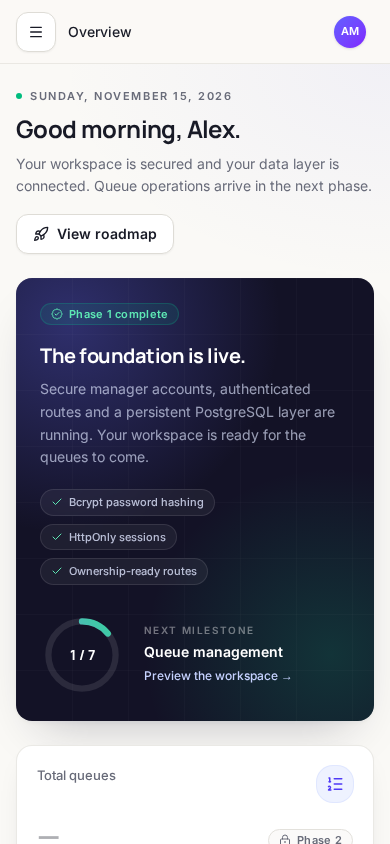 Overview
AM
SUNDAY, NOVEMBER 15, 2026
Good morning, Alex.
Your workspace is secured and your data layer is
connected. Queue operations arrive in the next phase.
View roadmap
Phase 1 complete
The foundation is live.
Secure manager accounts, authenticated
routes and a persistent PostgreSQL layer are
running. Your workspace is ready for the
queues to come.
Bcrypt password hashing
HttpOnly sessions
Ownership-ready routes
1 / 7
NEXT MILESTONE
Queue management
Preview the workspace →
Total queues
—
Phase 2